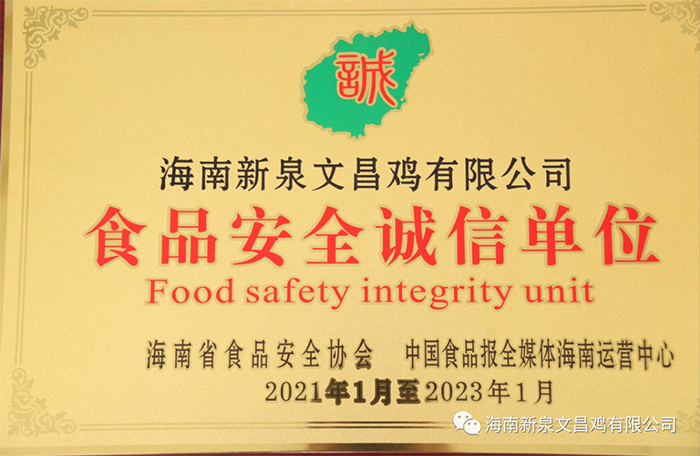 誠
海南新泉文昌鸡有限公司
食品安全诚信单位
Food safety integrity unit
海南省食品安全协会 中国食品报全媒体海南运营中心
2021年1月至2023年1月
海南新泉文昌鸡有限公司